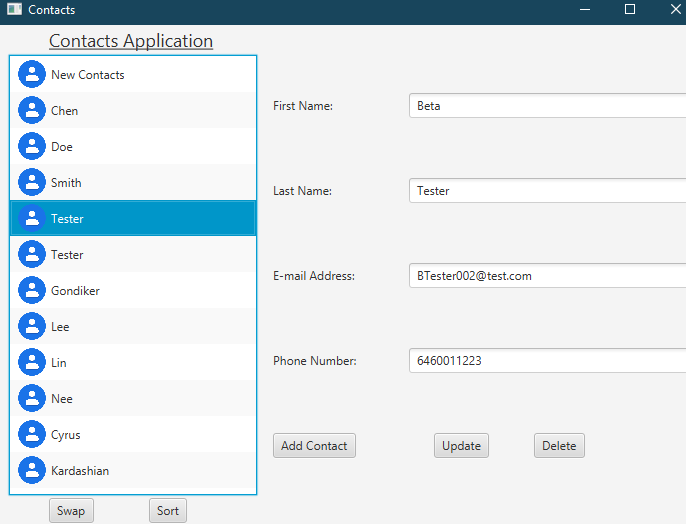 Contacts
Contacts Application
New Contacts
Chen
Doe
Smith
Tester
Tester
Gondiker
Lee
Lin
Nee
Cyrus
Kardashian
Swap
Sort
First Name:
Beta
Last Name:
Tester
E-mail Address:
BTester002@test.com
Phone Number:
6460011223
Add Contact
Update
Delete